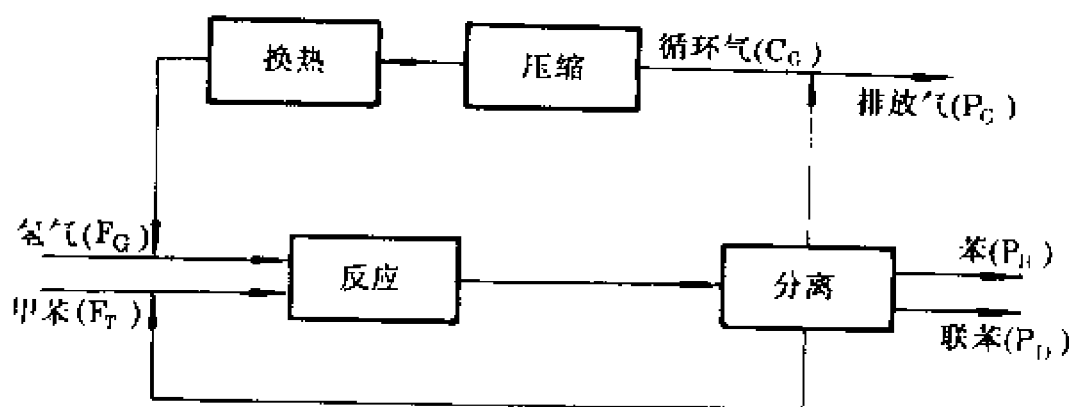 换热
压缩
循环气(C_G)
排放气(P_G)
氢气(F_G)
甲苯(F_T)
反应
分离
苯(P_B)
联苯(P_D)